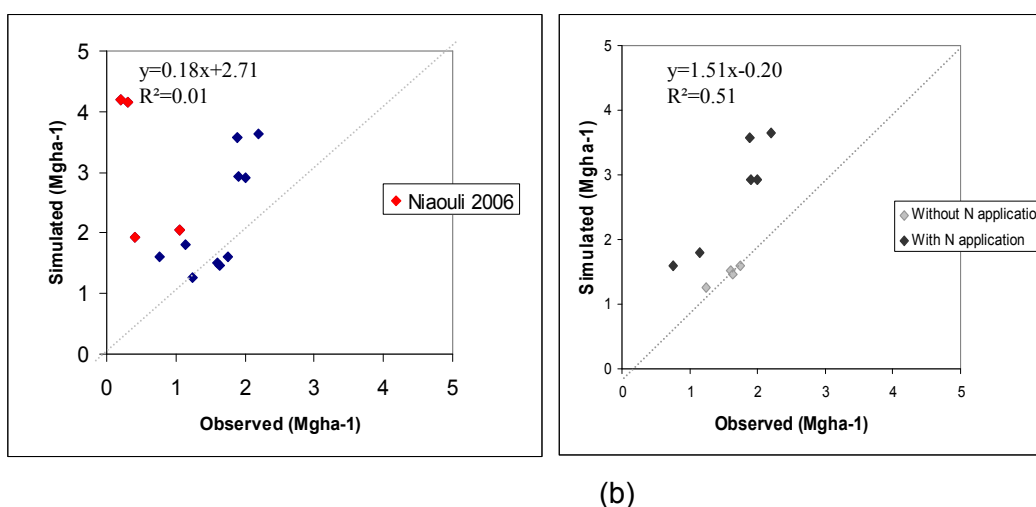 y=0.18x+2.71
R²=0.01
5
4
3
2
1
0
Simulated (Mgha-1)
0 1 2 3 4 5
Observed (Mgha-1)
Niaouli 2006
y=1.51x-0.20
R²=0.51
5
4
3
2
1
0
Simulated (Mgha-1)
0 1 2 3 4 5
Observed (Mgha-1)
Without N application
With N application
(b)